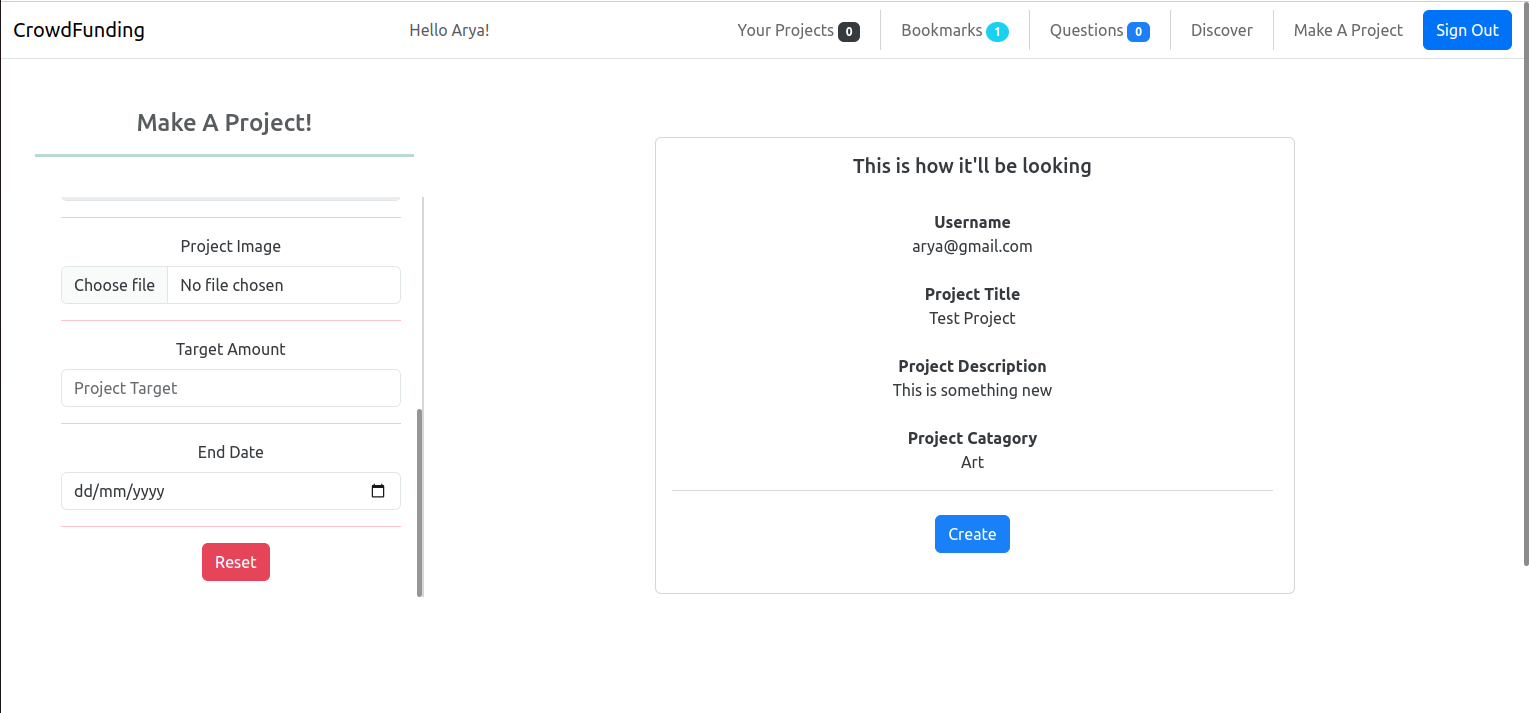 CrowdFunding
Hello Arya!
Your Projects 0
Bookmarks 1
Questions 0
Discover
Make A Project
Sign Out
Make A Project!
Project Image
Choose file No file chosen
Target Amount
Project Target
End Date
dd/mm/yyyy
Reset
This is how it'll be looking
Username
arya@gmail.com
Project Title
Test Project
Project Description
This is something new
Project Catagory
Art
Create